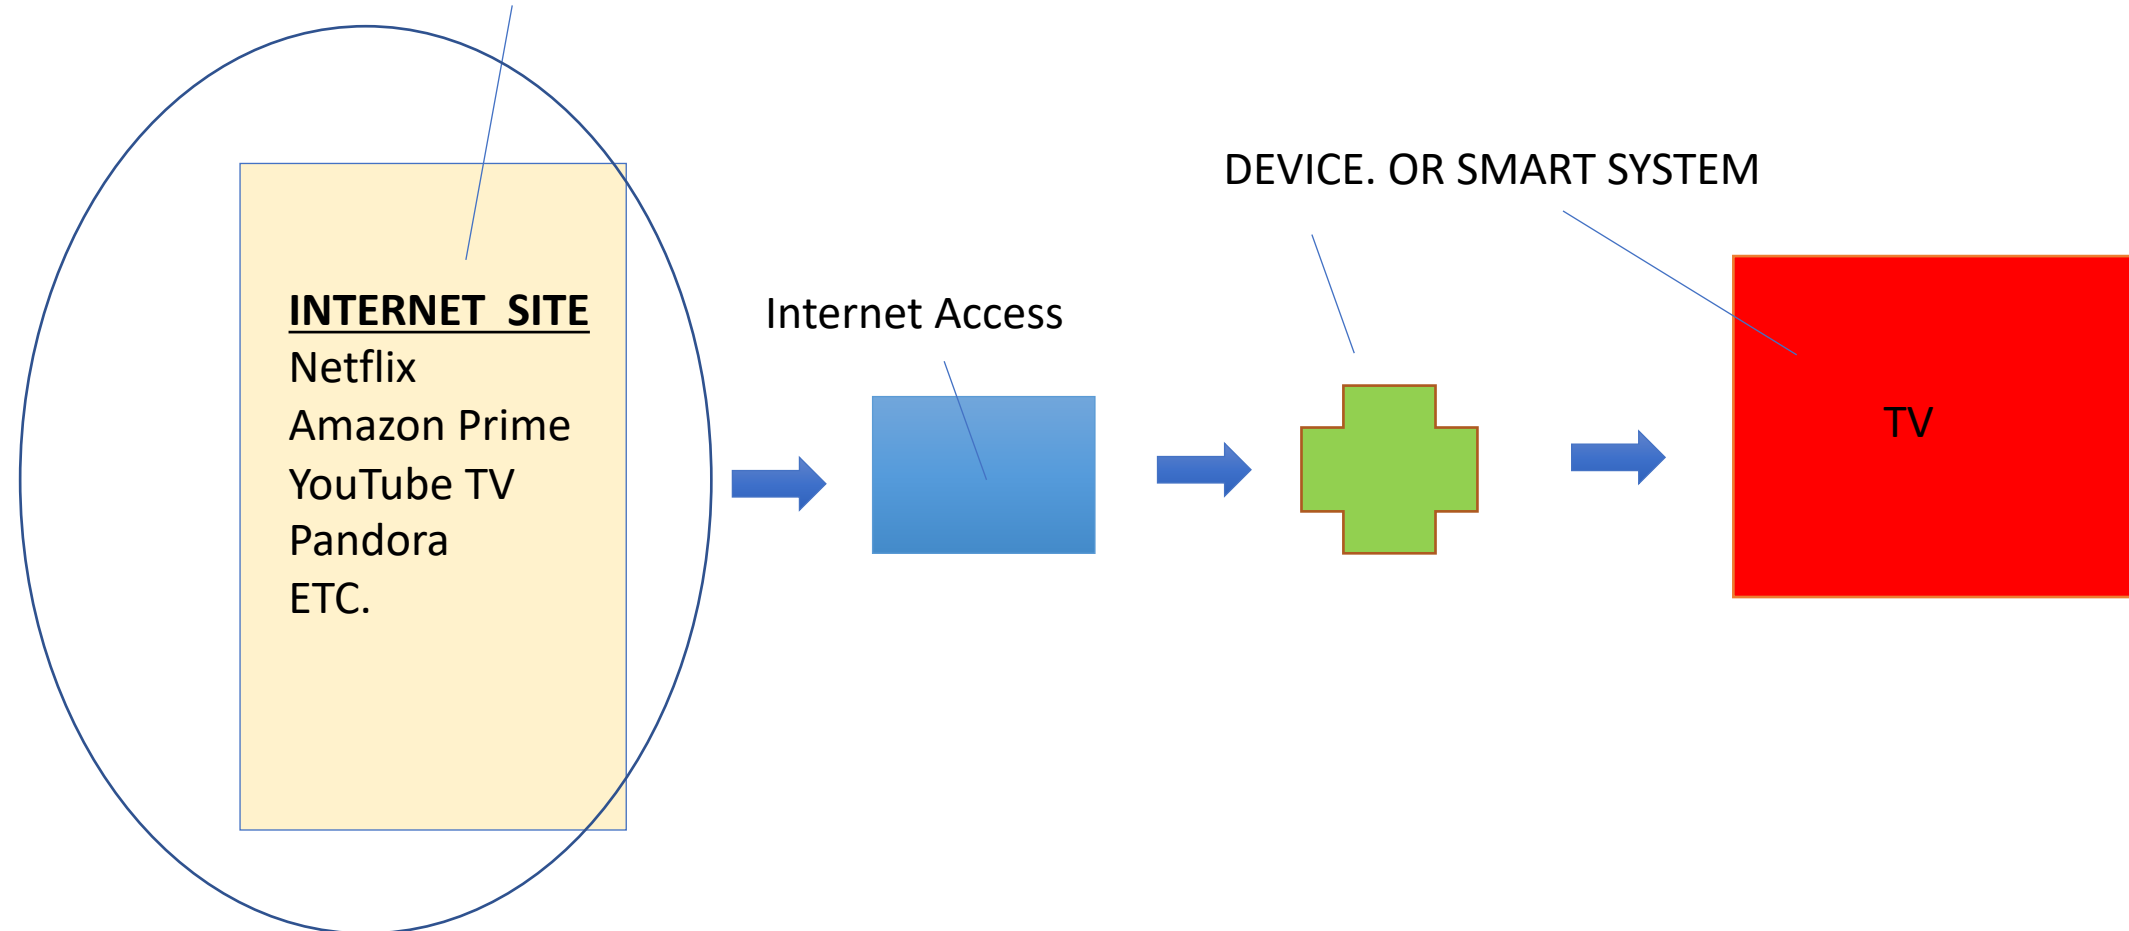 DEVICE. OR SMART SYSTEM
INTERNET  SITE
Netflix
Amazon Prime
YouTube TV
Pandora
ETC.
Internet Access
TV